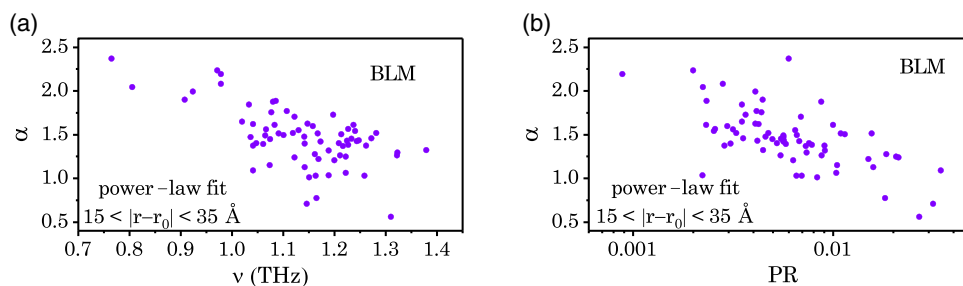 (a)
α
2.5
2.0
1.5
1.0
0.5
BLM
power–law fit
15 < |r–r₀| < 35 Å
0.7 0.8 0.9 1.0 1.1 1.2 1.3 1.4
ν (THz)
(b)
α
2.5
2.0
1.5
1.0
0.5
BLM
power–law fit
15 < |r–r₀| < 35 Å
0.001 0.01
PR